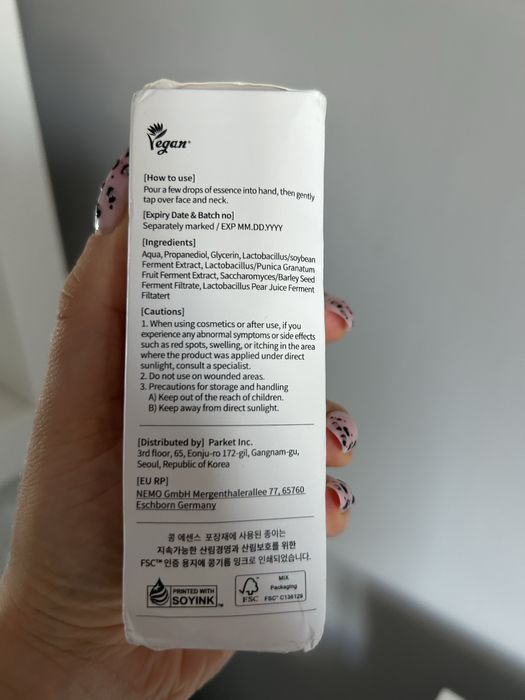 Vegan
[How to use]
Pour a few drops of essence into hand, then gently
tap over face and neck.
[Expiry Date & Batch no]
Separately marked / EXP MM.DD.YYYY
[Ingredients]
Aqua, Propanediol, Glycerin, Lactobacillus/soybean
Ferment Extract, Lactobacillus/Punica Granatum
Fruit Ferment Extract, Saccharomyces/Barley Seed
Ferment Filtrate, Lactobacillus Pear Juice Ferment
Filtatert
[Cautions]
1. When using cosmetics or after use, if you
experience any abnormal symptoms or side effects
such as red spots, swelling, or itching in the area
where the product was applied under direct
sunlight, consult a specialist.
2. Do not use on wounded areas.
3. Precautions for storage and handling
A) Keep out of the reach of children.
B) Keep away from direct sunlight.
[Distributed by] Parket Inc.
3rd floor, 65, Eonju-ro 172-gil, Gangnam-gu,
Seoul, Republic of Korea
[EU RP]
NEMO GmbH Mergenthalerallee 77, 65760
Eschborn Germany
콩 에센스 포장재에 사용된 종이는
지속가능한 산림경영과 산림보호를 위한
FSC™ 인증 용지에 콩기름 잉크로 인쇄되었습니다.
PRINTED WITH
SOYINK™
FSC
MIX
Packaging
FSC® C136129